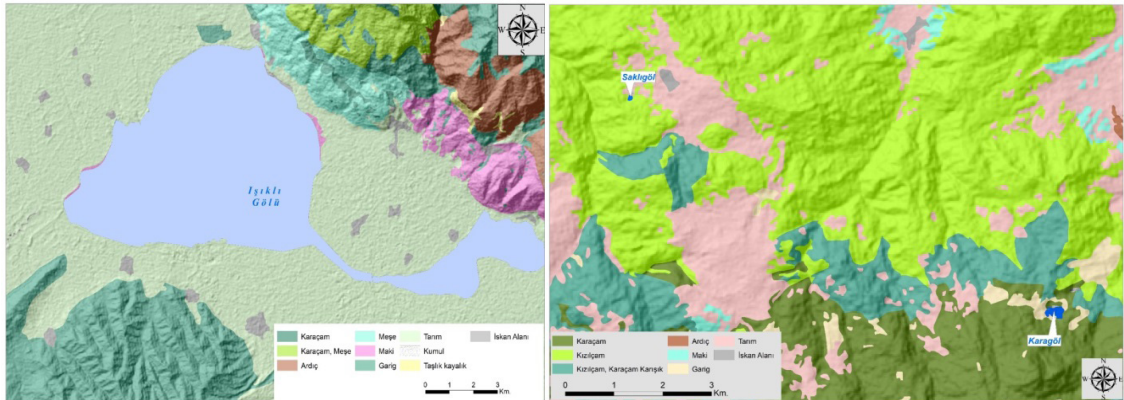 N
W E
S
Işıklı
Gölü
Karaçam
Karaçam, Meşe
Ardıç
Meşe
Maki
Garig
Tarım
Kumul
Taşlık kayalık
İskan Alanı
0 1 2 3 Km.
Saklıgöl
Karagöl
Karaçam
Kızılçam
Kızılçam, Karaçam Karışık
Ardıç
Maki
Garig
Tarım
İskan Alanı
0 1 2 3
Km.
N
W E
S